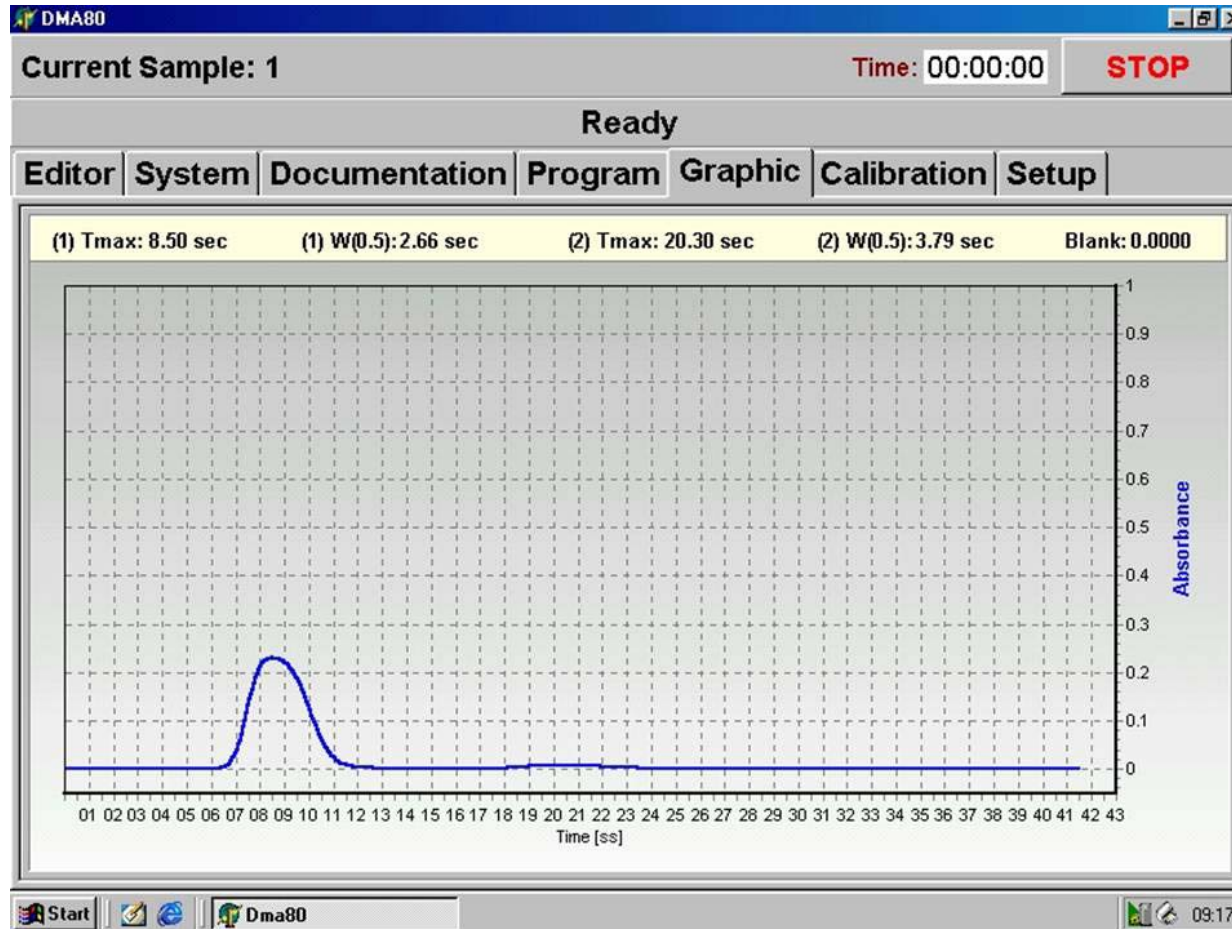 DMA80
Current Sample: 1 Time: 00:00:00 STOP
Ready
Editor System Documentation Program Graphic Calibration Setup
(1) Tmax: 8.50 sec (1) W(0.5): 2.66 sec (2) Tmax: 20.30 sec (2) W(0.5): 3.79 sec Blank: 0.0000
1
0.9
0.8
0.7
0.6
0.5
0.4
0.3
0.2
0.1
0
Absorbance
01 02 03 04 05 06 07 08 09 10 11 12 13 14 15 16 17 18 19 20 21 22 23 24 25 26 27 28 29 30 31 32 33 34 35 36 37 38 39 40 41 42 43
Time [ss]
Start Dma80 09:17